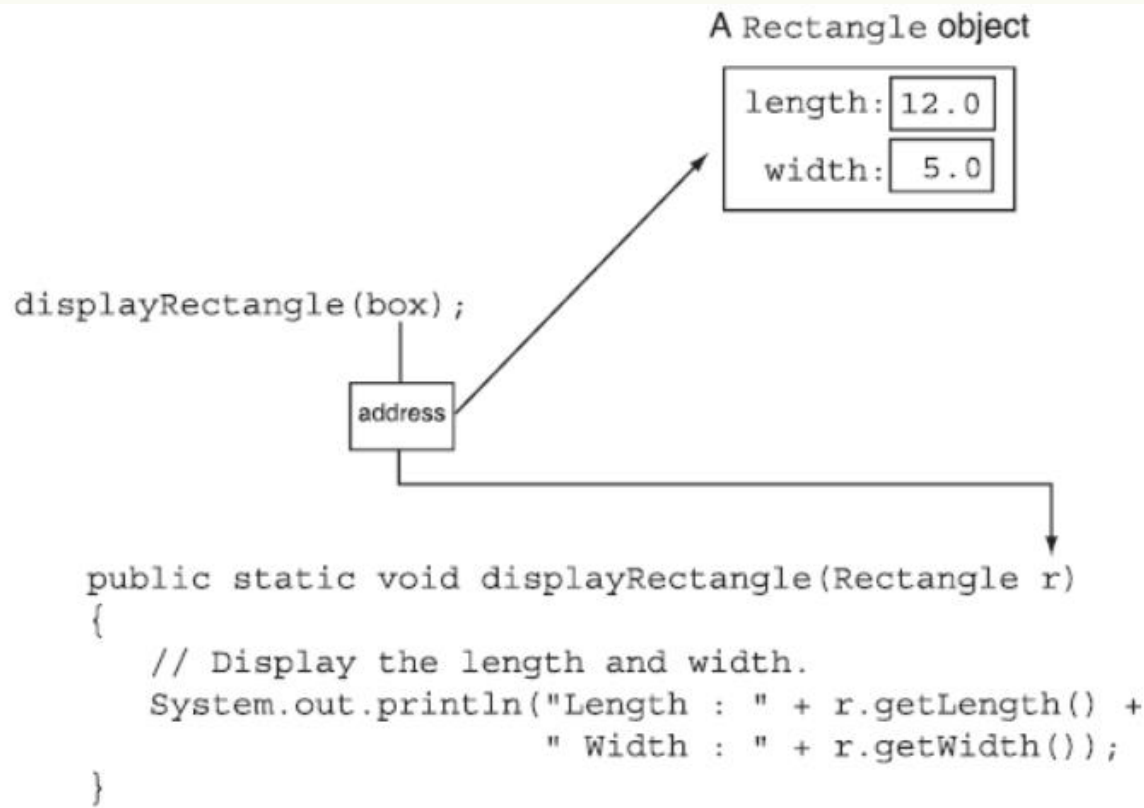 A Rectangle object
length: 12.0
width: 5.0
displayRectangle(box);
address
public static void displayRectangle(Rectangle r)
{
// Display the length and width.
System.out.println("Length : " + r.getLength() +
" Width : " + r.getWidth());
}